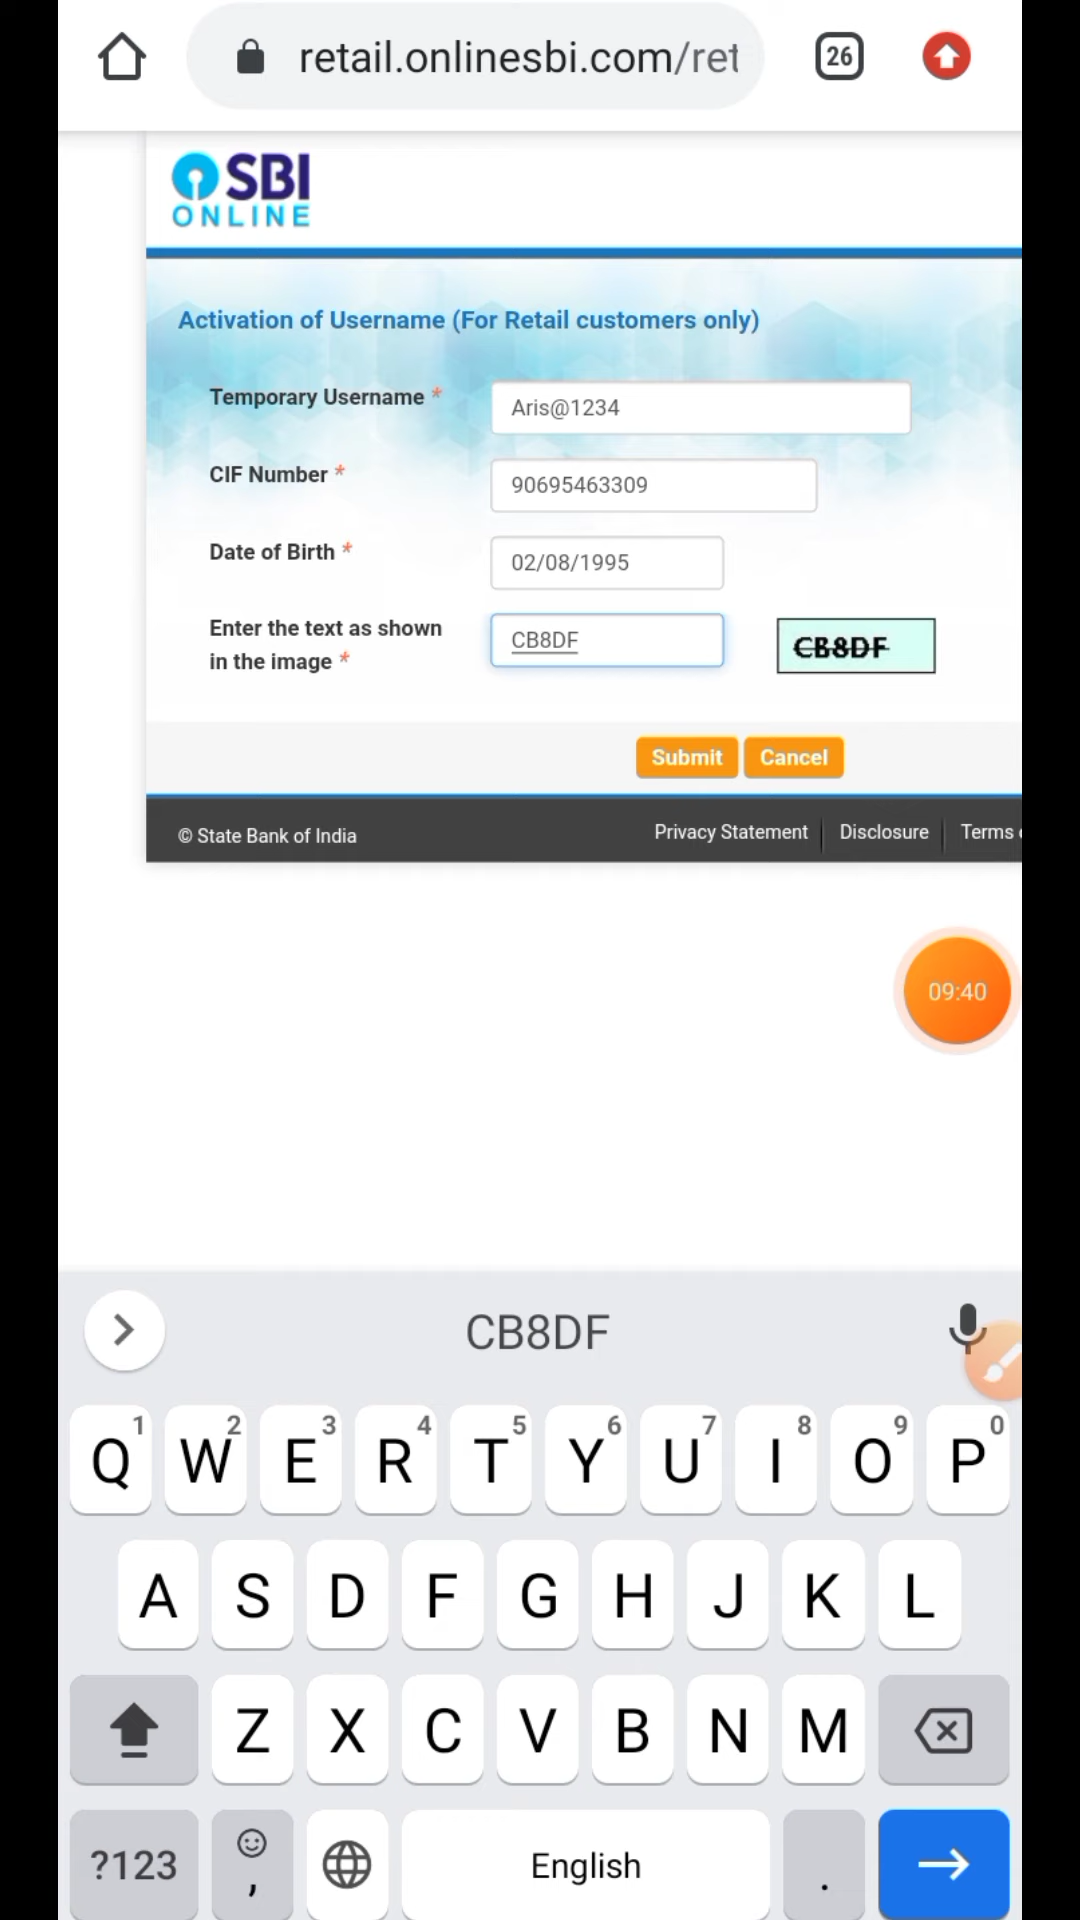 retail.onlinesbi.com/ret
26
SBI
ONLINE
Activation of Username (For Retail customers only)
Temporary Username * Aris@1234
CIF Number * 90695463309
Date of Birth * 02/08/1995
Enter the text as shown
in the image * CB8DF CB8DF
Submit Cancel
© State Bank of India Privacy Statement Disclosure Terms
09:40
CB8DF
1 2 3 4 5 6 7 8 9 0
Q W E R T Y U I O P
A S D F G H J K L
Z X C V B N M
?123 , English .